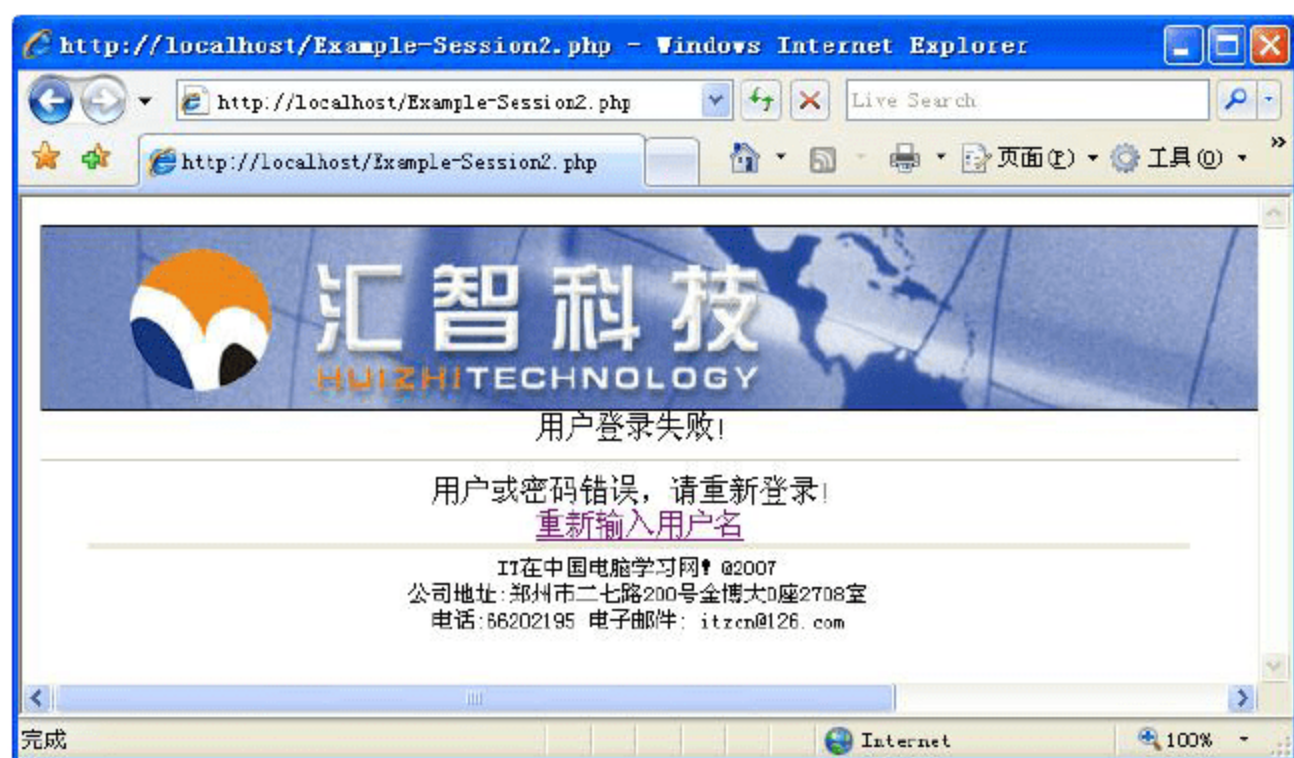 http://localhost/Example-Session2.php - Windows Internet Explorer
http://localhost/Example-Session2.php
Live Search
http://localhost/Example-Session2.php
页面(P)
工具(O)
»
汇智科技
HUIZHITECHNOLOGY
用户登录失败!
用户或密码错误，请重新登录!
重新输入用户名
IT在中国电脑学习网! @2007
公司地址:郑州市二七路200号金博大D座2708室
电话:66202195 电子邮件: itzcn@126.com
完成
Internet
100%